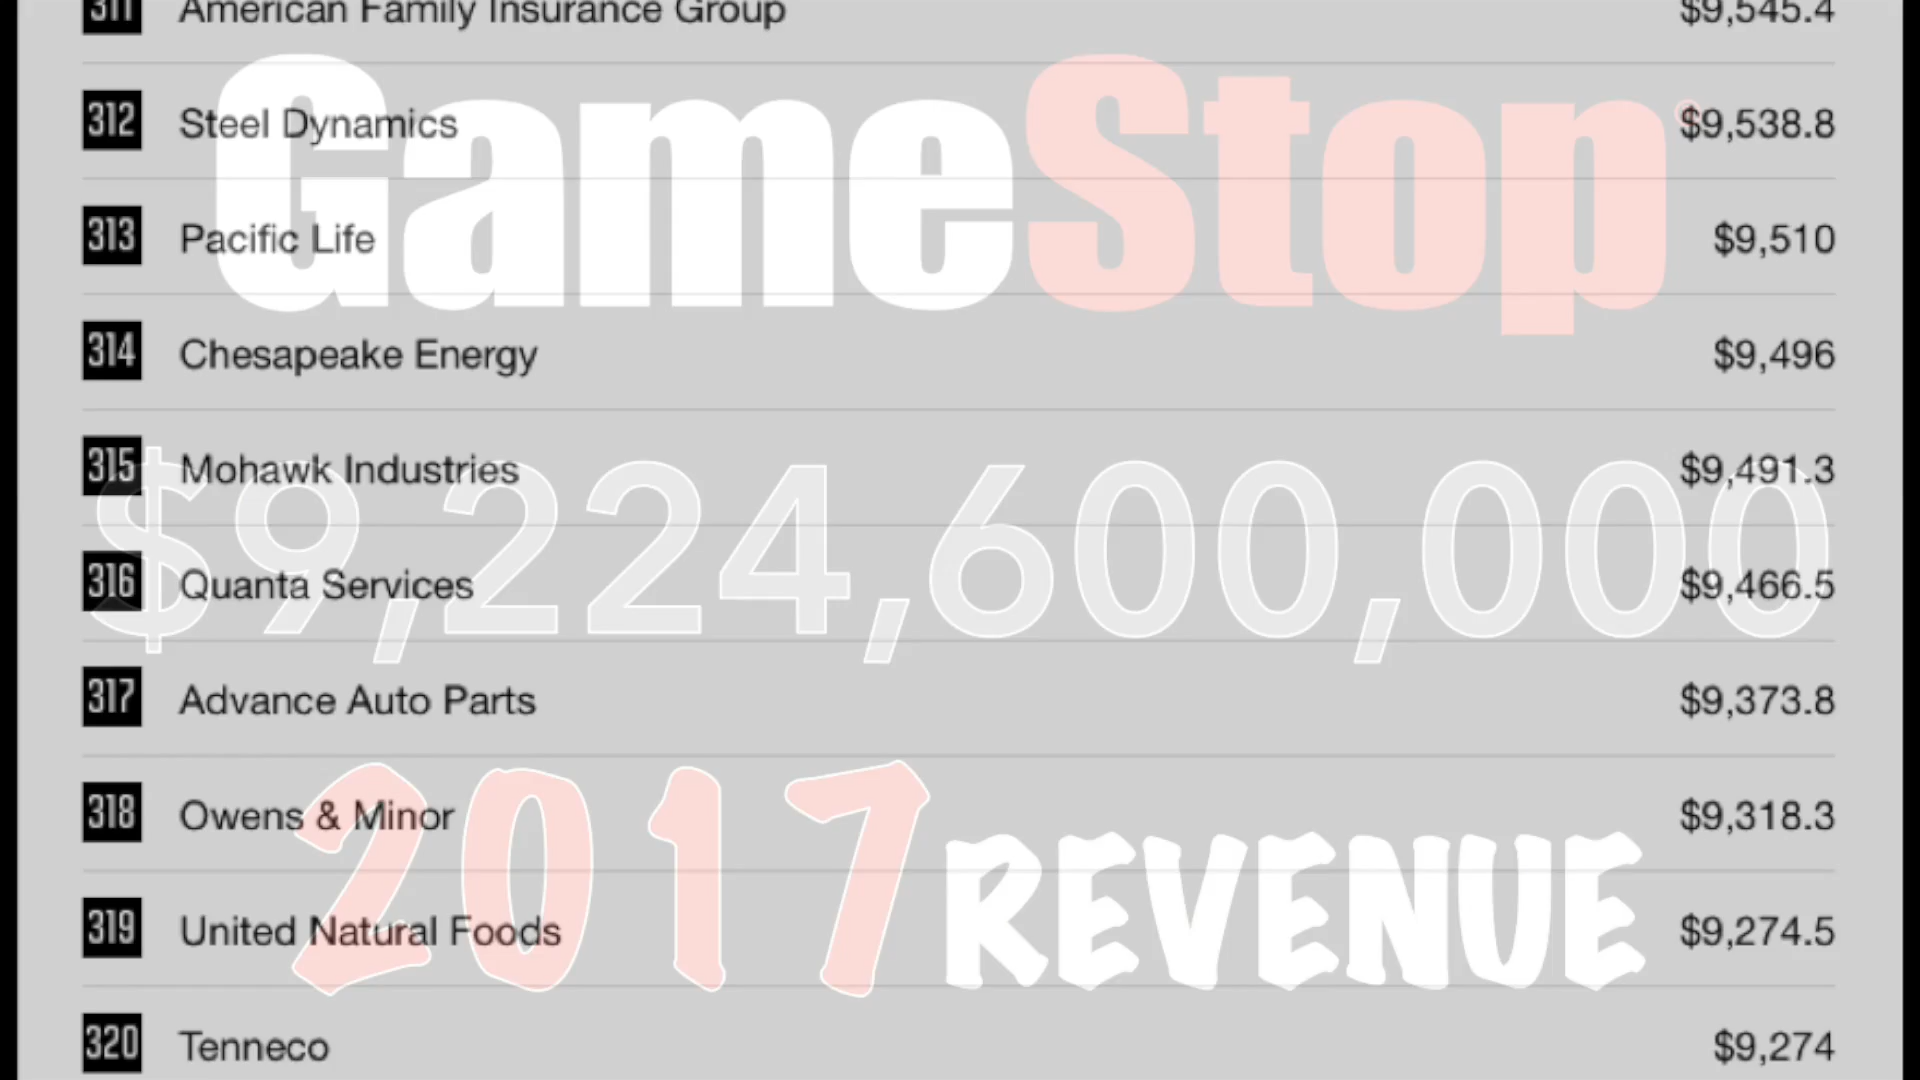 311 American Family Insurance Group $9,545.4
GameStop
312 Steel Dynamics $9,538.8
313 Pacific Life $9,510
314 Chesapeake Energy $9,496
315 Mohawk Industries $9,491.3
$9,224,600,000
316 Quanta Services $9,466.5
317 Advance Auto Parts $9,373.8
318 Owens & Minor $9,318.3
2017 REVENUE
319 United Natural Foods $9,274.5
320 Tenneco $9,274